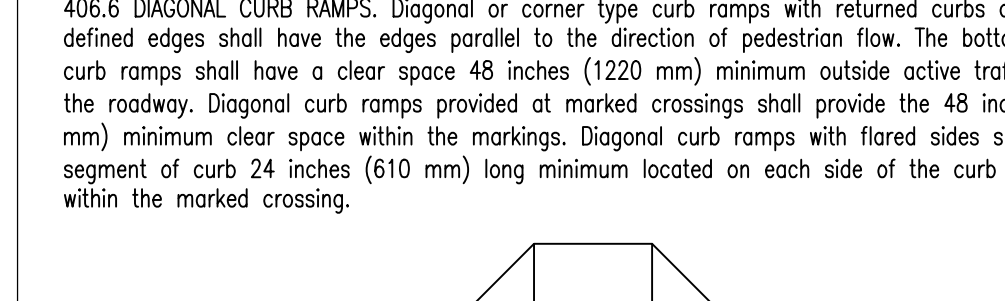 406.6 DIAGONAL CURB RAMPS. Diagonal or corner type curb ramps with returned curbs
defined edges shall have the edges parallel to the direction of pedestrian flow. The
curb ramps shall have a clear space 48 inches (1220 mm) minimum outside active
the roadway. Diagonal curb ramps provided at marked crossings shall provide the 48
mm) minimum clear space within the markings. Diagonal curb ramps with flared sides
segment of curb 24 inches (610 mm) long minimum located on each side of the curb
within the marked crossing.